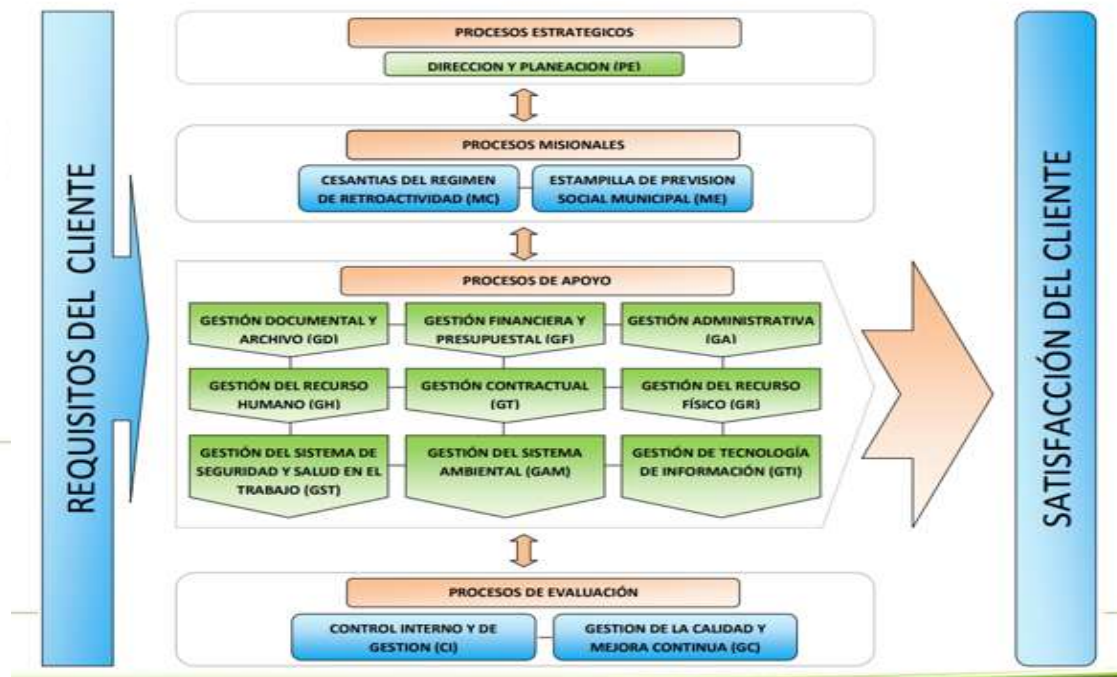 REQUISITOS DEL CLIENTE
PROCESOS ESTRATEGICOS
DIRECCION Y PLANEACION (PE)
PROCESOS MISIONALES
CESANTIAS DEL REGIMEN
DE RETROACTIVIDAD (MC)
ESTAMPILLA DE PREVISION
SOCIAL MUNICIPAL (ME)
PROCESOS DE APOYO
GESTIÓN DOCUMENTAL Y
ARCHIVO (GD)
GESTIÓN FINANCIERA Y
PRESUPUESTAL (GF)
GESTIÓN ADMINISTRATIVA
(GA)
GESTIÓN DEL RECURSO
HUMANO (GH)
GESTIÓN CONTRACTUAL
(GT)
GESTIÓN DEL RECURSO
FÍSICO (GR)
GESTIÓN DEL SISTEMA DE
SEGURIDAD Y SALUD EN EL
TRABAJO (GST)
GESTIÓN DEL SISTEMA
AMBIENTAL (GAM)
GESTIÓN DE TECNOLOGÍA
DE INFORMACIÓN (GTI)
PROCESOS DE EVALUACIÓN
CONTROL INTERNO Y DE
GESTION (CI)
GESTION DE LA CALIDAD Y
MEJORA CONTINUA (GC)
SATISFACCIÓN DEL CLIENTE